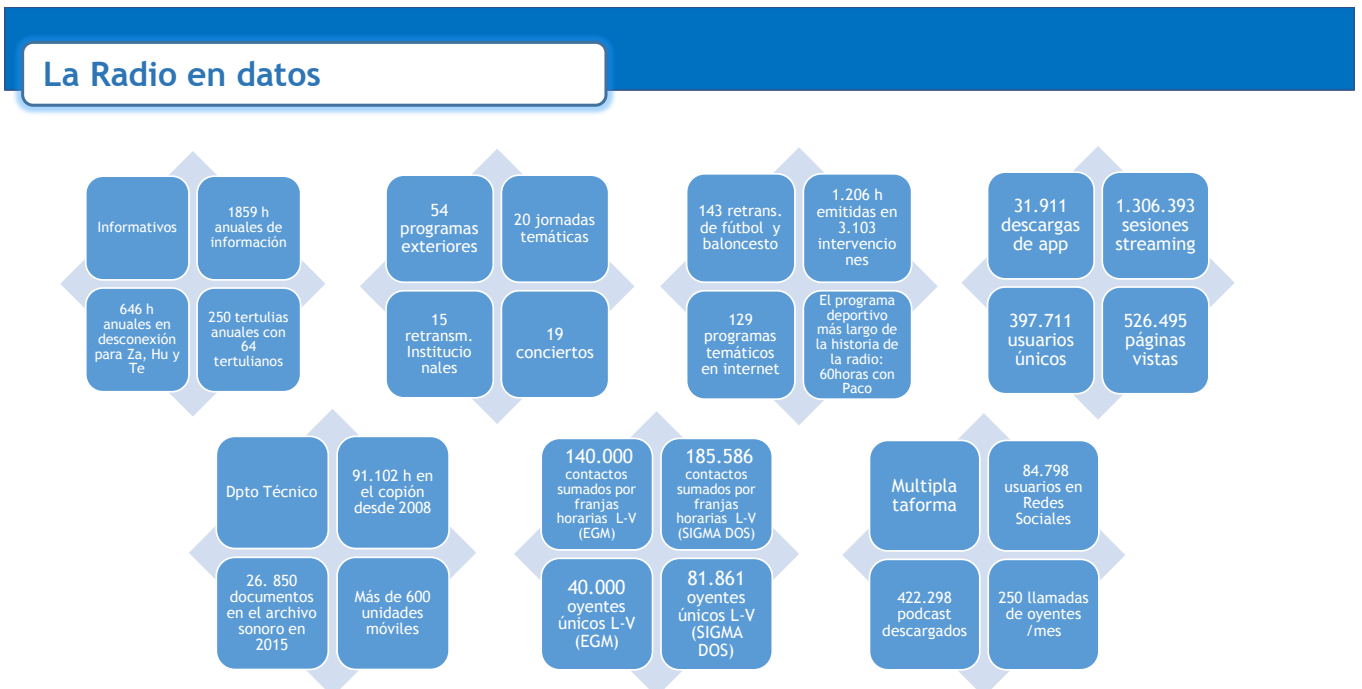 La Radio en datos
Informativos
1859 h
anuales de
información
646 h
anuales en
desconexión
para Za, Hu y
Te
250 tertulias
anuales con
64
tertulianos
54
programas
exteriores
20 jornadas
temáticas
15
retransm.
Institucio
nales
19
conciertos
143 retrans.
de fútbol y
baloncesto
1.206 h
emitidas en
3.103
intervencio
nes
129
programas
temáticos
en internet
El programa
deportivo
más largo de
la historia de
la radio:
60horas con
Paco
31.911
descargas
de app
1.306.393
sesiones
streaming
397.711
usuarios
únicos
526.495
páginas
vistas
Dpto Técnico
91.102 h en
el copión
desde 2008
26. 850
documentos
en el archivo
sonoro en
2015
Más de 600
unidades
móviles
140.000
contactos
sumados por
franjas
horarias L-V
(EGM)
185.586
contactos
sumados por
franjas
horarias L-V
(SIGMA DOS)
40.000
oyentes
únicos L-V
(EGM)
81.861
oyentes
únicos L-V
(SIGMA
DOS)
Multipla
taforma
84.798
usuarios en
Redes
Sociales
422.298
podcast
descargados
250 llamadas
de oyentes
/mes